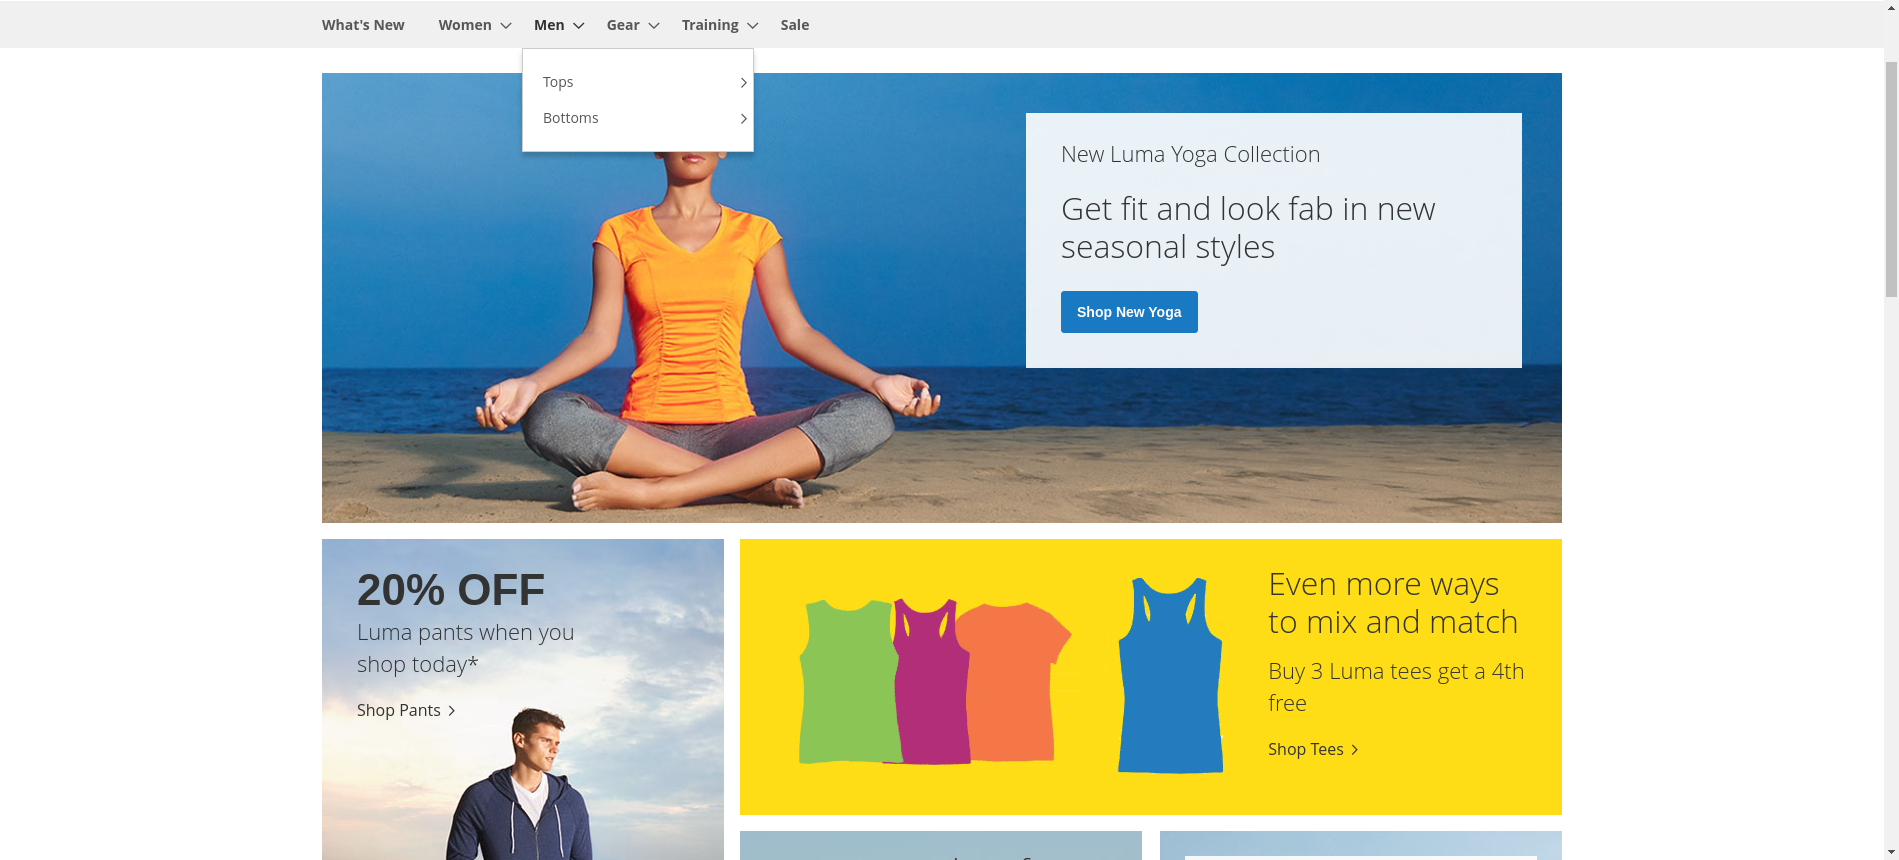 What's New
Women
Men
Gear
Training
Sale
Tops
Bottoms
New Luma Yoga Collection
Get fit and look fab in new
seasonal styles
Shop New Yoga
20% OFF
Luma pants when you
shop today*
Shop Pants
Even more ways
to mix and match
Buy 3 Luma tees get a 4th
free
Shop Tees